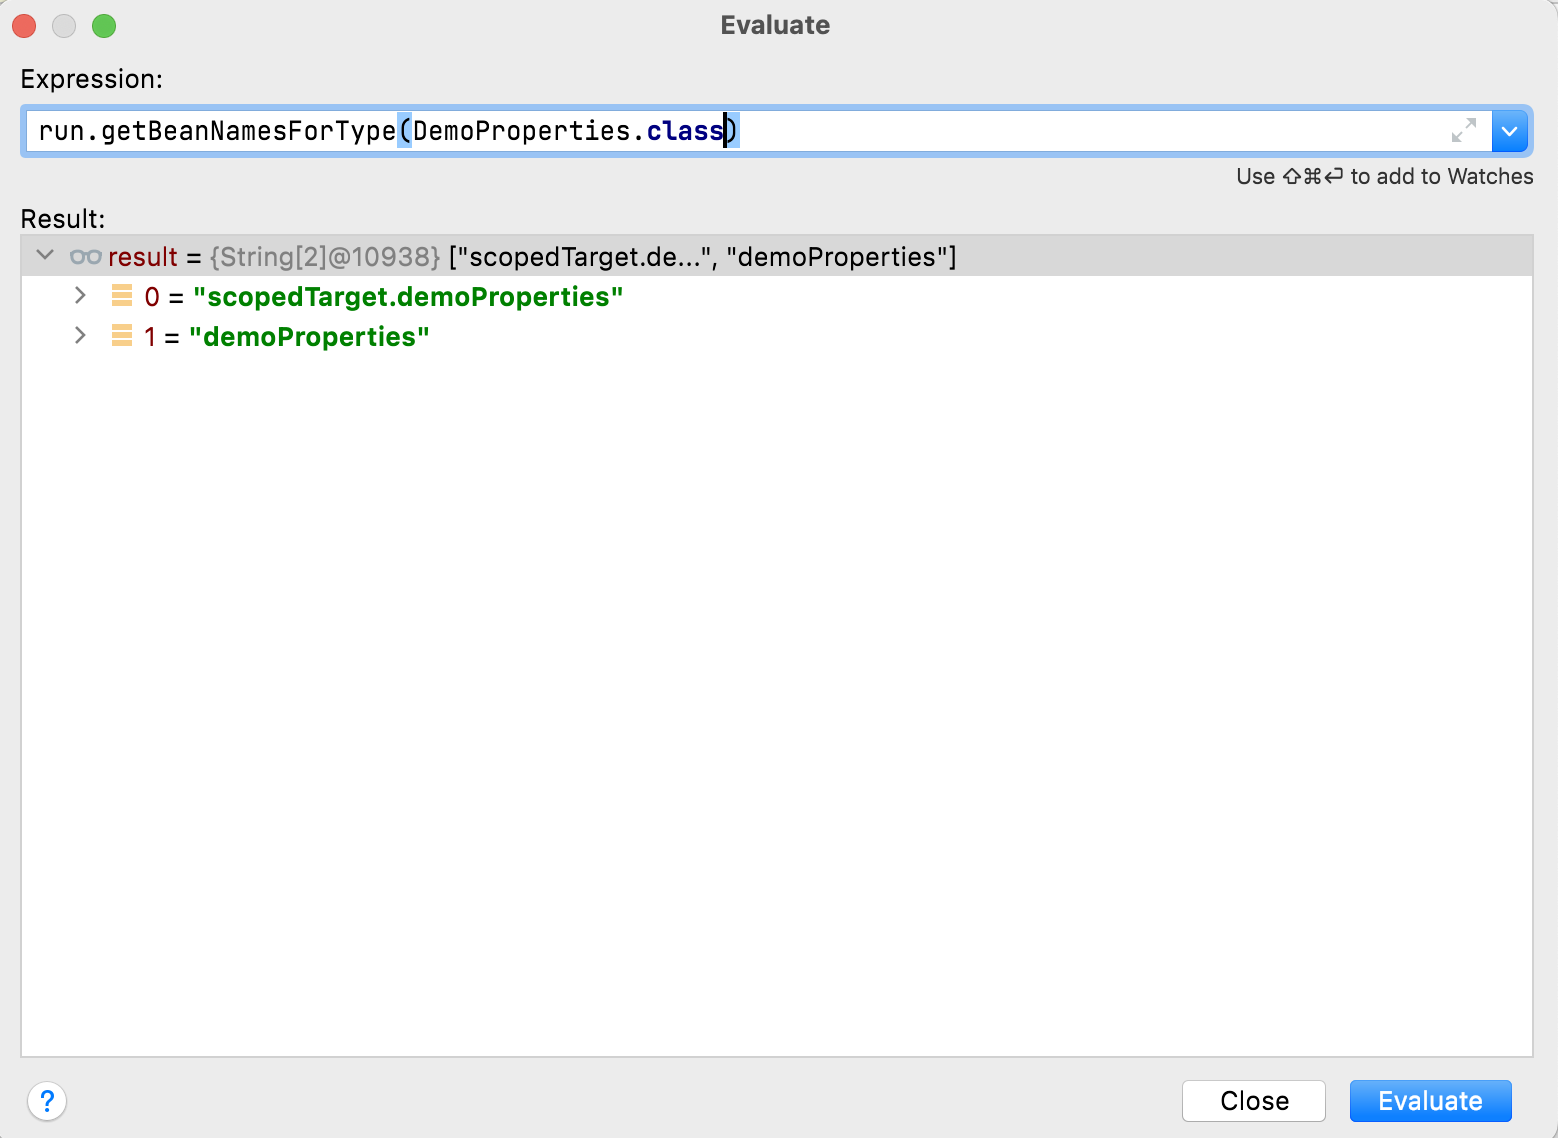 Evaluate
Expression:
run.getBeanNamesForType(DemoProperties.class)
Use ⇧⌘⏎ to add to Watches
Result:
result = {String[2]@10938} ["scopedTarget.de...", "demoProperties"]
0 = "scopedTarget.demoProperties"
1 = "demoProperties"
?
Close
Evaluate